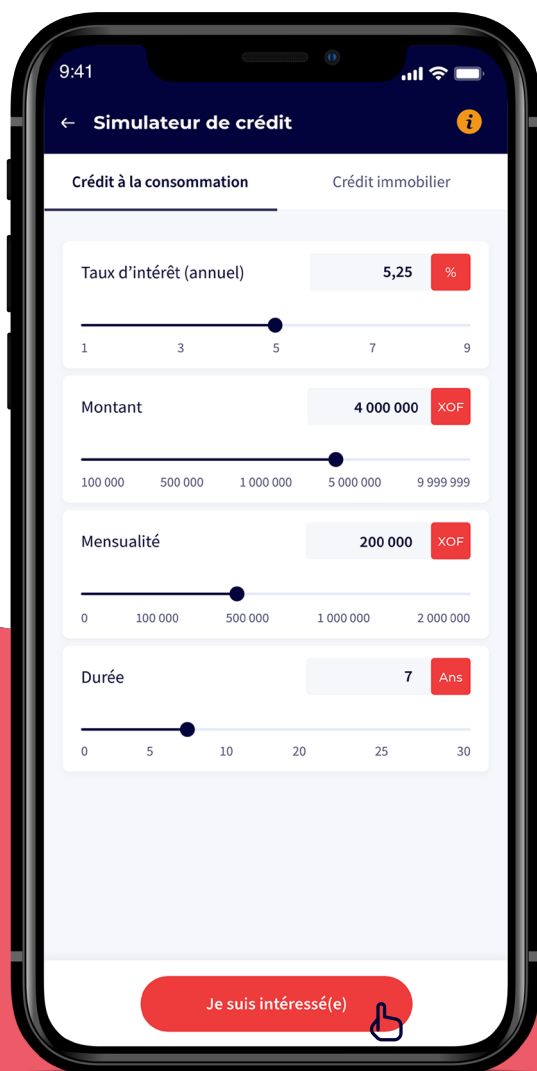 9:41
← Simulateur de crédit i
Crédit à la consommation Crédit immobilier
Taux d’intérêt (annuel) 5,25 %
1 3 5 7 9
Montant 4 000 000 XOF
100 000 500 000 1 000 000 5 000 000 9 999 999
Mensualité 200 000 XOF
0 100 000 500 000 1 000 000 2 000 000
Durée 7 Ans
0 5 10 20 25 30
Je suis intéressé(e)